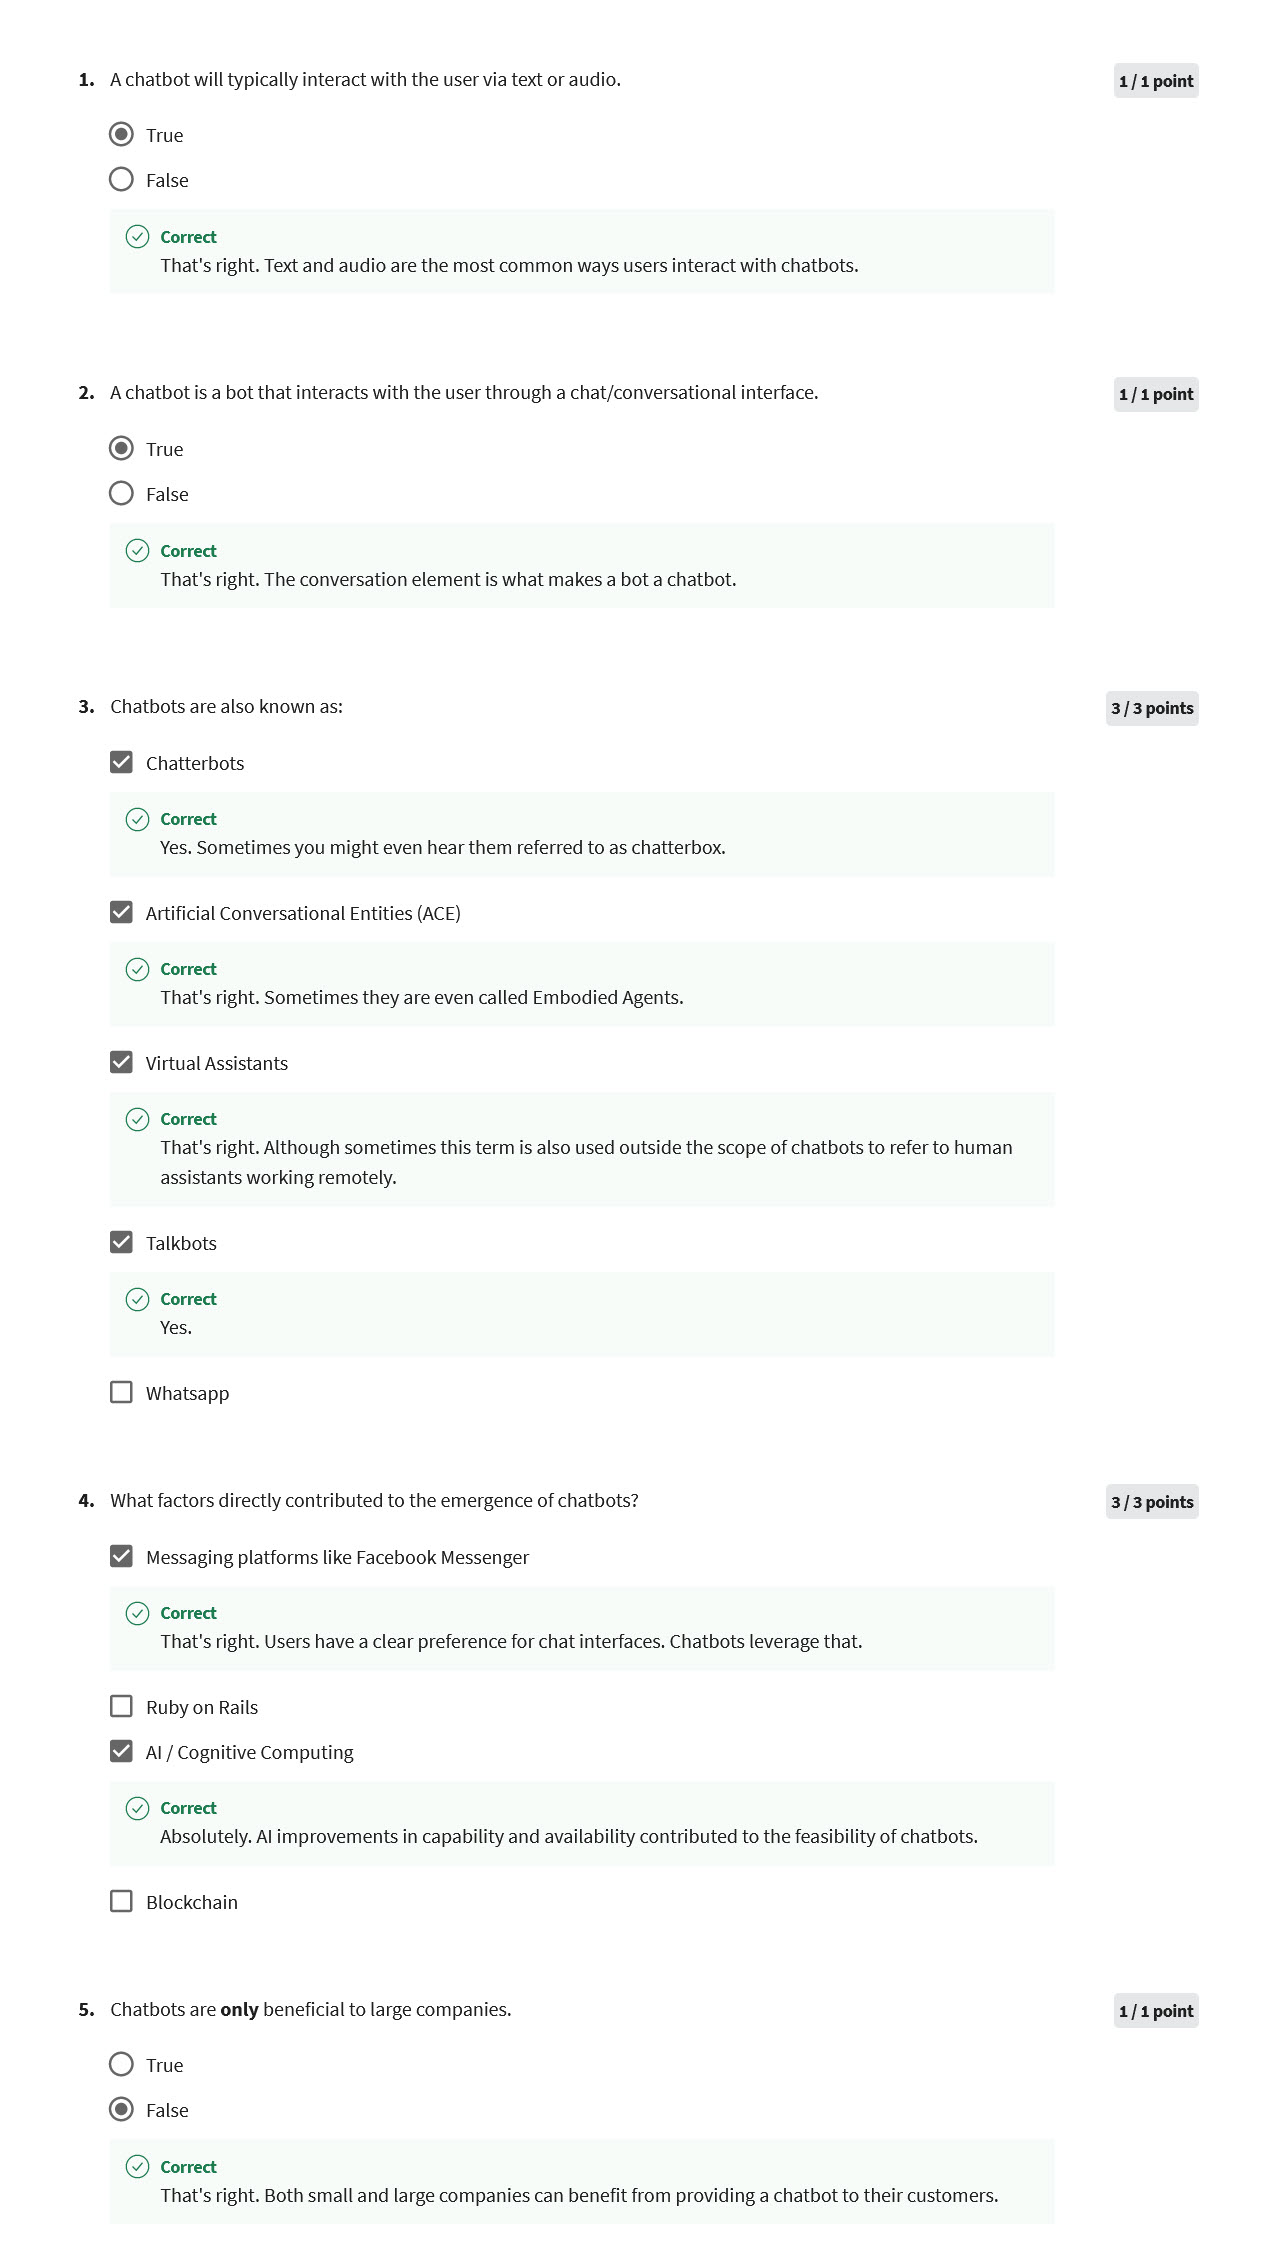 1. A chatbot will typically interact with the user via text or audio. 1 / 1 point
True
False
Correct
That's right. Text and audio are the most common ways users interact with chatbots.
2. A chatbot is a bot that interacts with the user through a chat/conversational interface. 1 / 1 point
True
False
Correct
That's right. The conversation element is what makes a bot a chatbot.
3. Chatbots are also known as: 3 / 3 points
Chatterbots
Correct
Yes. Sometimes you might even hear them referred to as chatterbox.
Artificial Conversational Entities (ACE)
Correct
That's right. Sometimes they are even called Embodied Agents.
Virtual Assistants
Correct
That's right. Although sometimes this term is also used outside the scope of chatbots to refer to human
assistants working remotely.
Talkbots
Correct
Yes.
Whatsapp
4. What factors directly contributed to the emergence of chatbots? 3 / 3 points
Messaging platforms like Facebook Messenger
Correct
That's right. Users have a clear preference for chat interfaces. Chatbots leverage that.
Ruby on Rails
AI / Cognitive Computing
Correct
Absolutely. AI improvements in capability and availability contributed to the feasibility of chatbots.
Blockchain
5. Chatbots are only beneficial to large companies. 1 / 1 point
True
False
Correct
That's right. Both small and large companies can benefit from providing a chatbot to their customers.